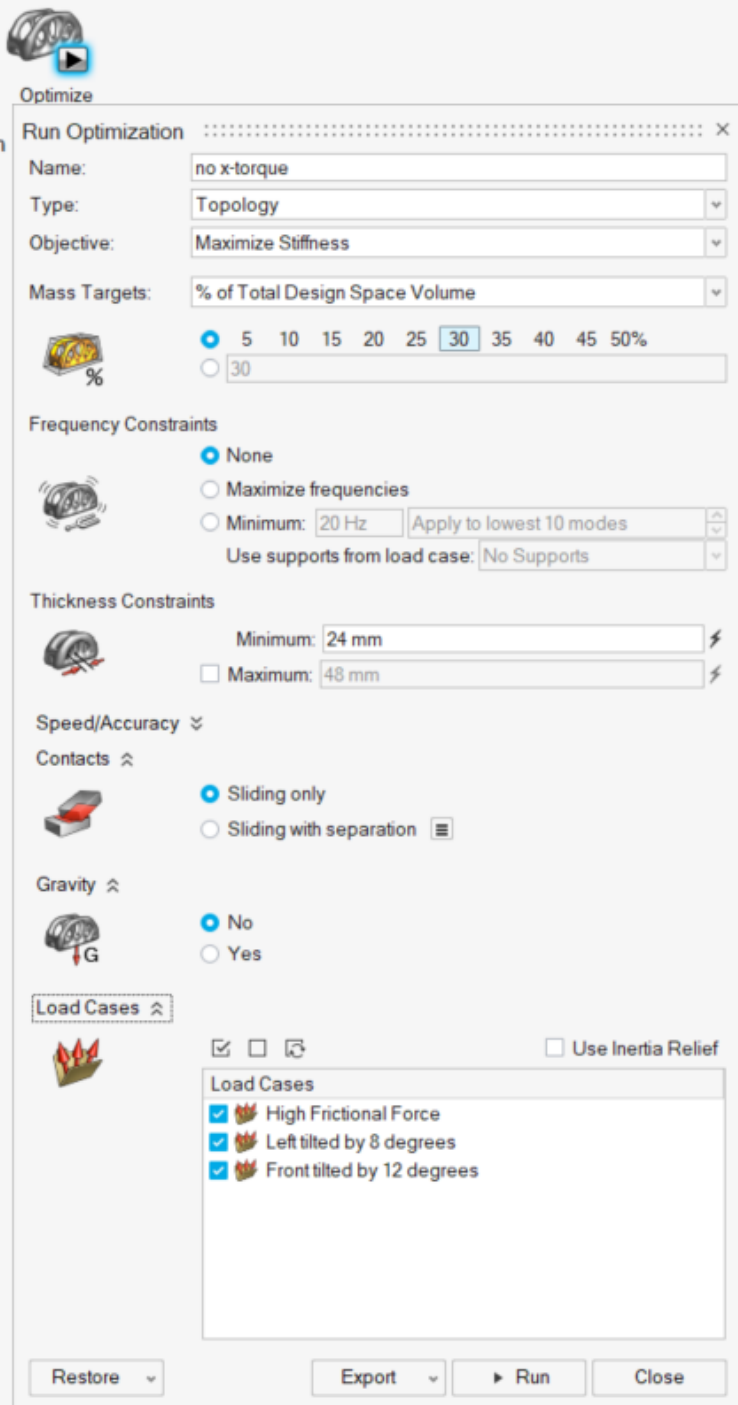 Optimize
n
Run Optimization
Name: no x-torque
Type: Topology
Objective: Maximize Stiffness
Mass Targets: % of Total Design Space Volume
5 10 15 20 25 30 35 40 45 50%
%
30
Frequency Constraints
None
Maximize frequencies
Minimum: 20 Hz Apply to lowest 10 modes
Use supports from load case: No Supports
Thickness Constraints
Minimum: 24 mm
Maximum: 48 mm
Speed/Accuracy
Contacts
Sliding only
Sliding with separation
Gravity
No
G
Yes
Load Cases
Use Inertia Relief
Load Cases
High Frictional Force
Left tilted by 8 degrees
Front tilted by 12 degrees
Restore Export Run Close